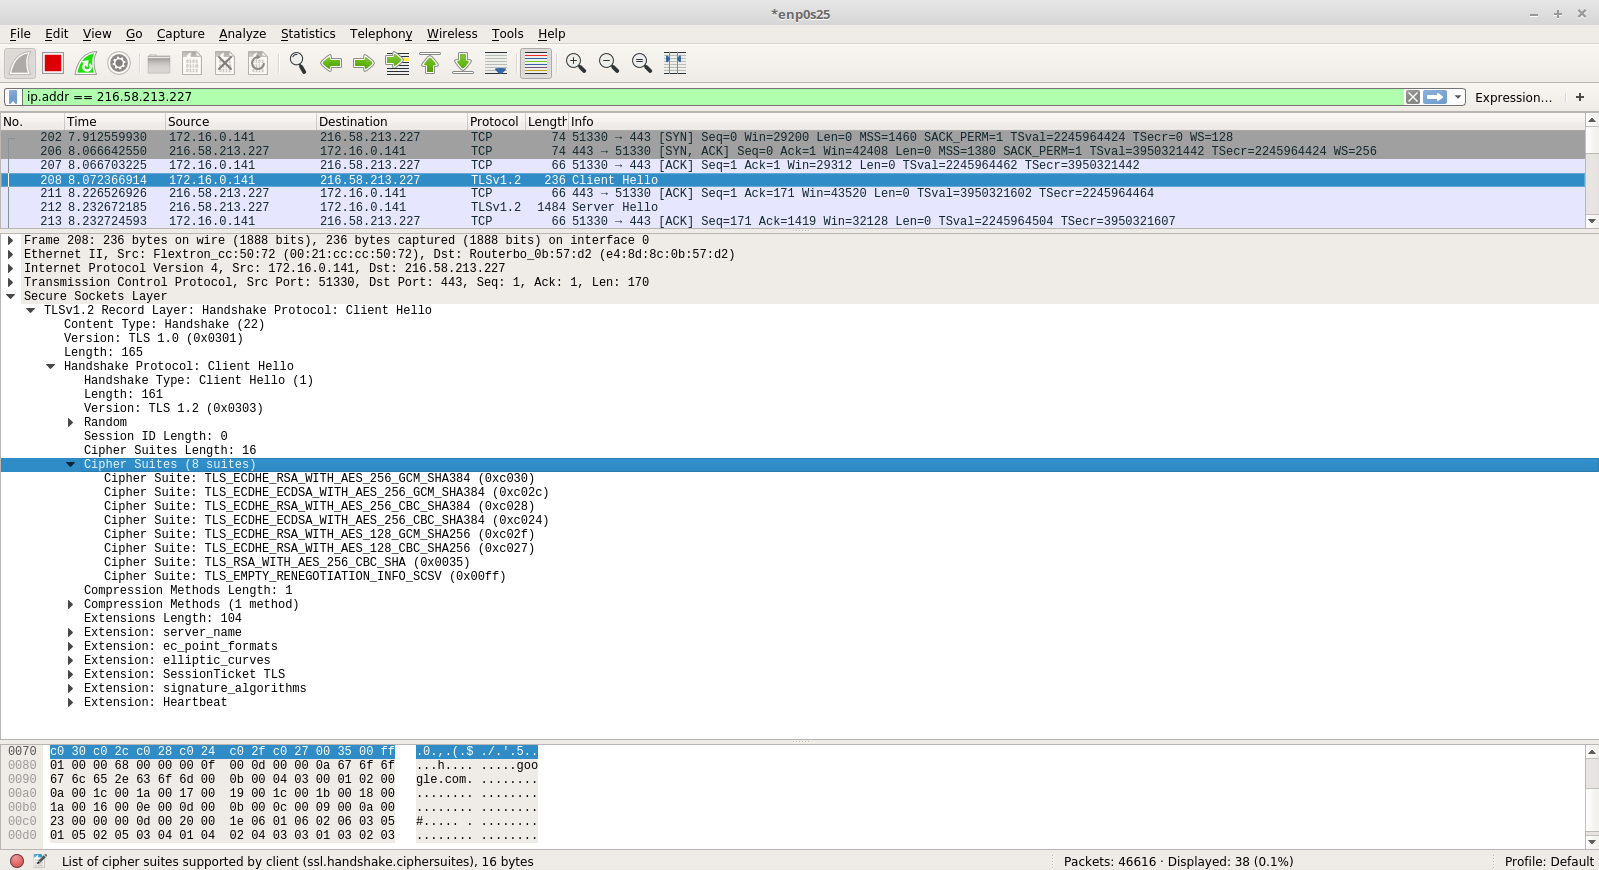 *enp0s25
File Edit View Go Capture Analyze Statistics Telephony Wireless Tools Help
ip.addr == 216.58.213.227 Expression… +
No. Time Source Destination Protocol Length Info
202 7.912559930 172.16.0.141 216.58.213.227 TCP 74 51330 → 443 [SYN] Seq=0 Win=29200 Len=0 MSS=1460 SACK_PERM=1 TSval=2245964424 TSecr=0 WS=128
206 8.066642550 216.58.213.227 172.16.0.141 TCP 74 443 → 51330 [SYN, ACK] Seq=0 Ack=1 Win=42408 Len=0 MSS=1380 SACK_PERM=1 TSval=3950321442 TSecr=2245964424 WS=256
207 8.066703225 172.16.0.141 216.58.213.227 TCP 66 51330 → 443 [ACK] Seq=1 Ack=1 Win=29312 Len=0 TSval=2245964462 TSecr=3950321442
208 8.072366914 172.16.0.141 216.58.213.227 TLSv1.2 236 Client Hello
211 8.226526926 216.58.213.227 172.16.0.141 TCP 66 443 → 51330 [ACK] Seq=1 Ack=171 Win=43520 Len=0 TSval=3950321602 TSecr=2245964464
212 8.232672185 216.58.213.227 172.16.0.141 TLSv1.2 1484 Server Hello
213 8.232724593 172.16.0.141 216.58.213.227 TCP 66 51330 → 443 [ACK] Seq=171 Ack=1419 Win=32128 Len=0 TSval=2245964504 TSecr=3950321607
Frame 208: 236 bytes on wire (1888 bits), 236 bytes captured (1888 bits) on interface 0
Ethernet II, Src: Flextron_cc:50:72 (00:21:cc:cc:50:72), Dst: Routerbo_0b:57:d2 (e4:8d:8c:0b:57:d2)
Internet Protocol Version 4, Src: 172.16.0.141, Dst: 216.58.213.227
Transmission Control Protocol, Src Port: 51330, Dst Port: 443, Seq: 1, Ack: 1, Len: 170
Secure Sockets Layer
TLSv1.2 Record Layer: Handshake Protocol: Client Hello
Content Type: Handshake (22)
Version: TLS 1.0 (0x0301)
Length: 165
Handshake Protocol: Client Hello
Handshake Type: Client Hello (1)
Length: 161
Version: TLS 1.2 (0x0303)
Random
Session ID Length: 0
Cipher Suites Length: 16
Cipher Suites (8 suites)
Cipher Suite: TLS_ECDHE_RSA_WITH_AES_256_GCM_SHA384 (0xc030)
Cipher Suite: TLS_ECDHE_ECDSA_WITH_AES_256_GCM_SHA384 (0xc02c)
Cipher Suite: TLS_ECDHE_RSA_WITH_AES_256_CBC_SHA384 (0xc028)
Cipher Suite: TLS_ECDHE_ECDSA_WITH_AES_256_CBC_SHA384 (0xc024)
Cipher Suite: TLS_ECDHE_RSA_WITH_AES_128_GCM_SHA256 (0xc02f)
Cipher Suite: TLS_ECDHE_RSA_WITH_AES_128_CBC_SHA256 (0xc027)
Cipher Suite: TLS_RSA_WITH_AES_256_CBC_SHA (0x0035)
Cipher Suite: TLS_EMPTY_RENEGOTIATION_INFO_SCSV (0x00ff)
Compression Methods Length: 1
Compression Methods (1 method)
Extensions Length: 104
Extension: server_name
Extension: ec_point_formats
Extension: elliptic_curves
Extension: SessionTicket TLS
Extension: signature_algorithms
Extension: Heartbeat
0070 c0 30 c0 2c c0 28 c0 24 c0 2f c0 27 00 35 00 ff .0.,.(.$ ./.'.5..
0080 01 00 00 68 00 00 00 0f 00 0d 00 00 0a 67 6f 6f ...h.... .....goo
0090 67 6c 65 2e 63 6f 6d 00 0b 00 04 03 00 01 02 00 gle.com. ........
00a0 0a 00 1c 00 1a 00 17 00 19 00 1c 00 1b 00 18 00 ........ ........
00b0 1a 00 16 00 0e 00 0d 00 0b 00 0c 00 09 00 0a 00 ........ ........
00c0 23 00 00 00 0d 00 20 00 1e 06 01 06 02 06 03 05 #..... . ........
00d0 01 05 02 05 03 04 01 04 02 04 03 03 01 03 02 03 ........ ........
List of cipher suites supported by client (ssl.handshake.ciphersuites), 16 bytes Packets: 46616 · Displayed: 38 (0.1%) Profile: Default